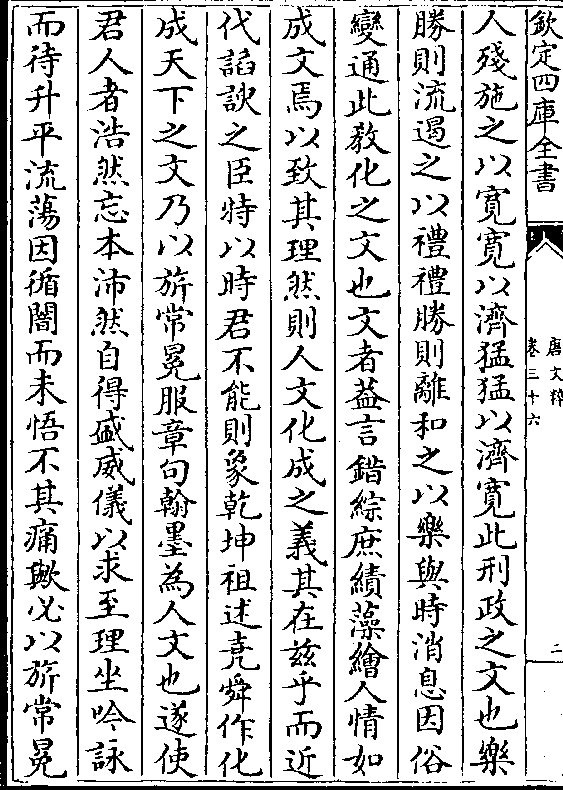 欽定四庫全書
唐文粹
卷三十六
二
人殘施之以寛寛以濟猛猛以濟寛此刑政之文也樂
勝則流遏之以禮禮勝則離和之以樂與時消息因俗
變通此教化之文也文者葢言錯綜庶績藻繪人情如
成文焉以致其理然則人文化成之義其在兹乎而近
代諂諛之臣特以時君不能則象乾坤祖述堯舜作化
成天下之文乃以旂常冕服章句翰墨為人文也遂使
君人者浩然忘本沛然自得盛威儀以求至理坐吟詠
而待升平流蕩因循闇而未悟不其痛歟必以旂常冕